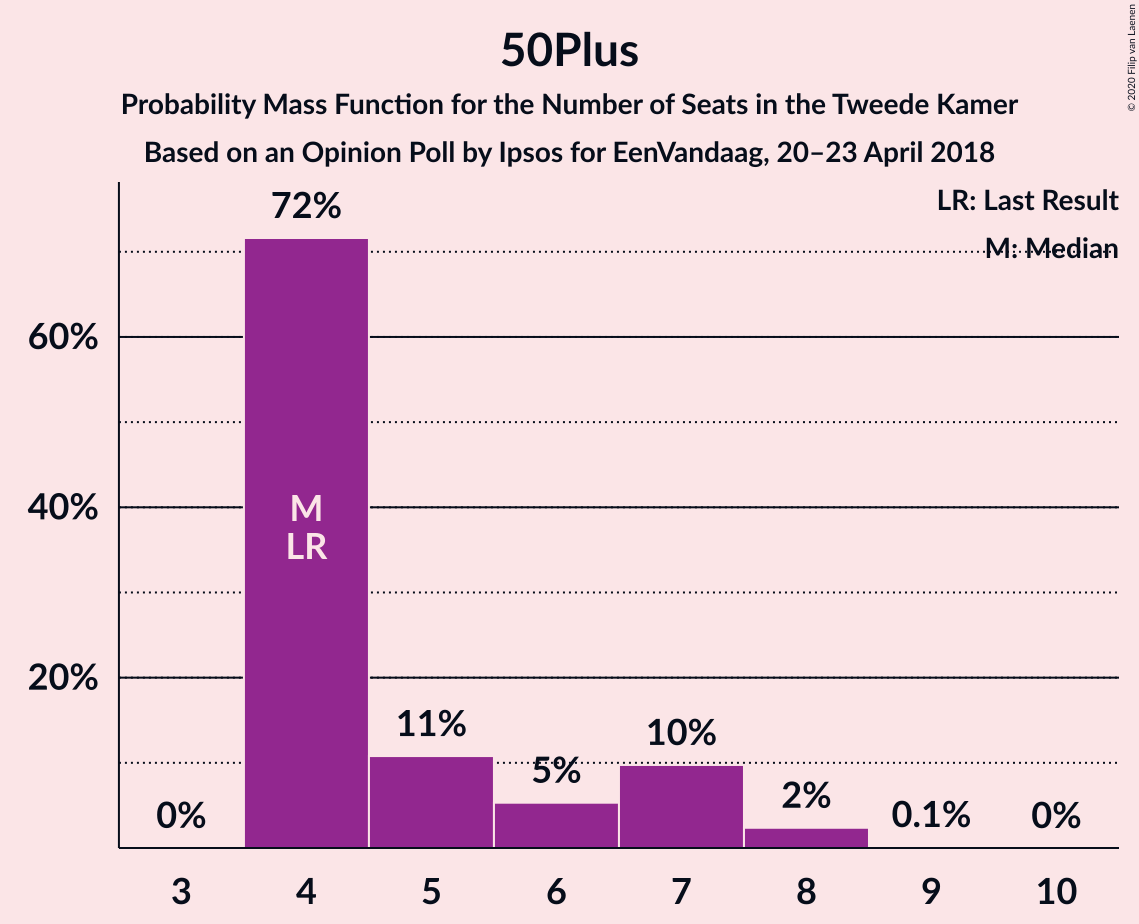 50Plus
Probability Mass Function for the Number of Seats in the Tweede Kamer
Based on an Opinion Poll by Ipsos for EenVandaag, 20–23 April 2018
© 2020 Filip van Laenen
LR: Last Result
M: Median
60%
40%
20%
0%
72%
M
LR
11%
5%
10%
2%
0.1%
0%
3 4 5 6 7 8 9 10